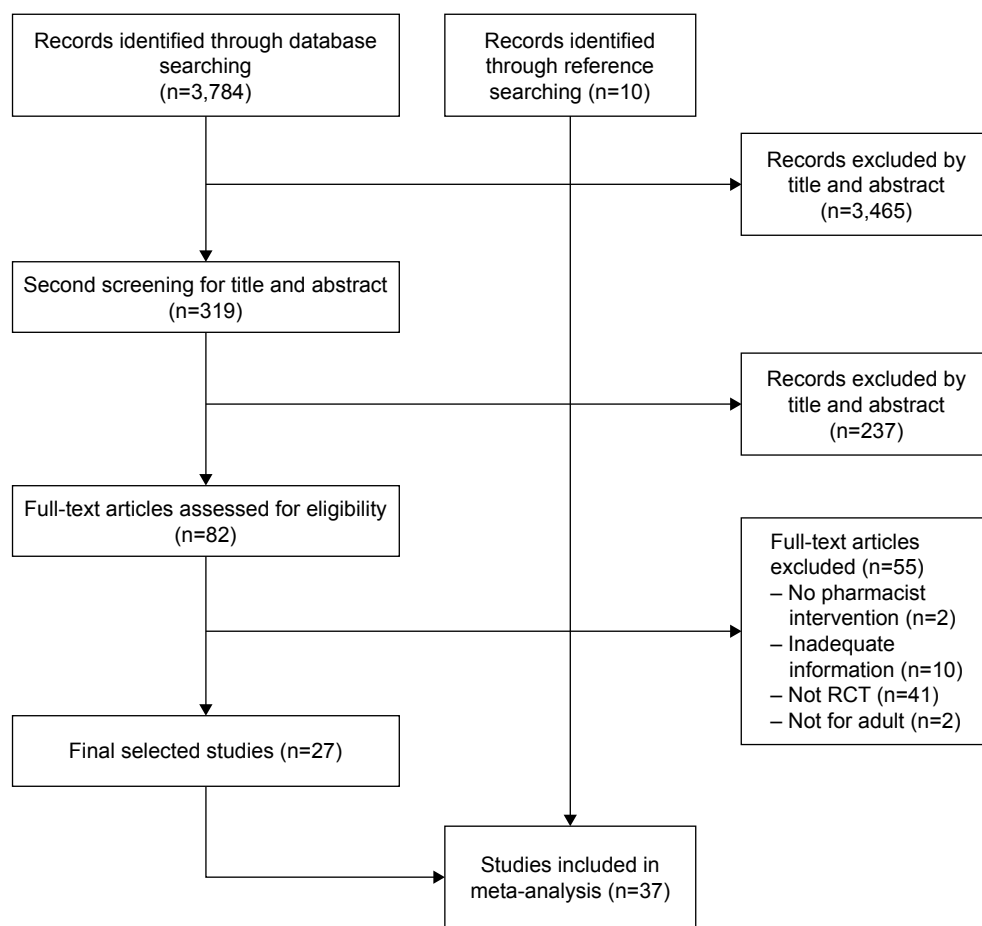 Records identified through database
searching
(n=3,784)
Records identified
through reference
searching (n=10)
Records excluded by
title and abstract
(n=3,465)
Second screening for title and abstract
(n=319)
Records excluded by
title and abstract
(n=237)
Full-text articles assessed for eligibility
(n=82)
Full-text articles
excluded (n=55)
– No pharmacist
intervention (n=2)
– Inadequate
information (n=10)
– Not RCT (n=41)
– Not for adult (n=2)
Final selected studies (n=27)
Studies included in
meta-analysis (n=37)